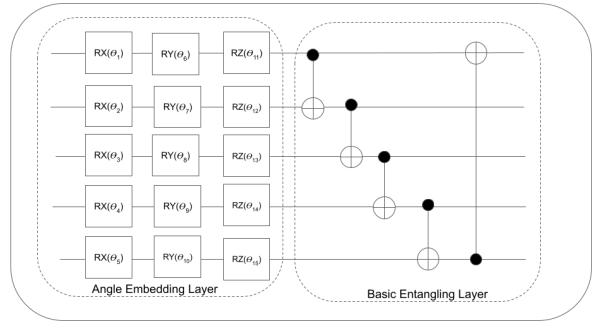 RX(θ₁) RY(θ₆) RZ(θ₁₁)
RX(θ₂) RY(θ₇) RZ(θ₁₂)
RX(θ₃) RY(θ₈) RZ(θ₁₃)
RX(θ₄) RY(θ₉) RZ(θ₁₄)
RX(θ₅) RY(θ₁₀) RZ(θ₁₅)
Angle Embedding Layer
Basic Entangling Layer